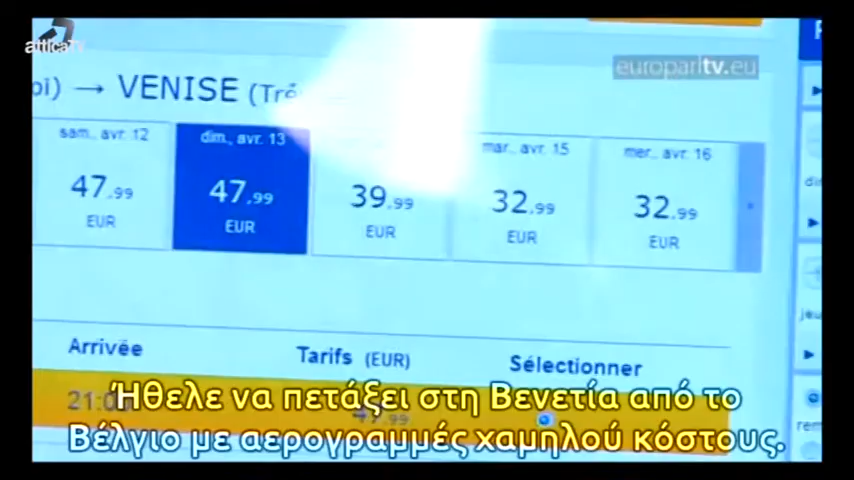 atticaTV
europarltv.eu
→ VENISE
sam., avr. 12
dim., avr. 13
mar., avr. 15
mer., avr. 16
47.99
47.99
39.99
32.99
32.99
EUR
EUR
EUR
EUR
EUR
Arrivée
Tarifs (EUR)
Sélectionner
Ήθελε να πετάξει στη Βενετία από το
Βέλγιο με αερογραμμές χαμηλού κόστους.